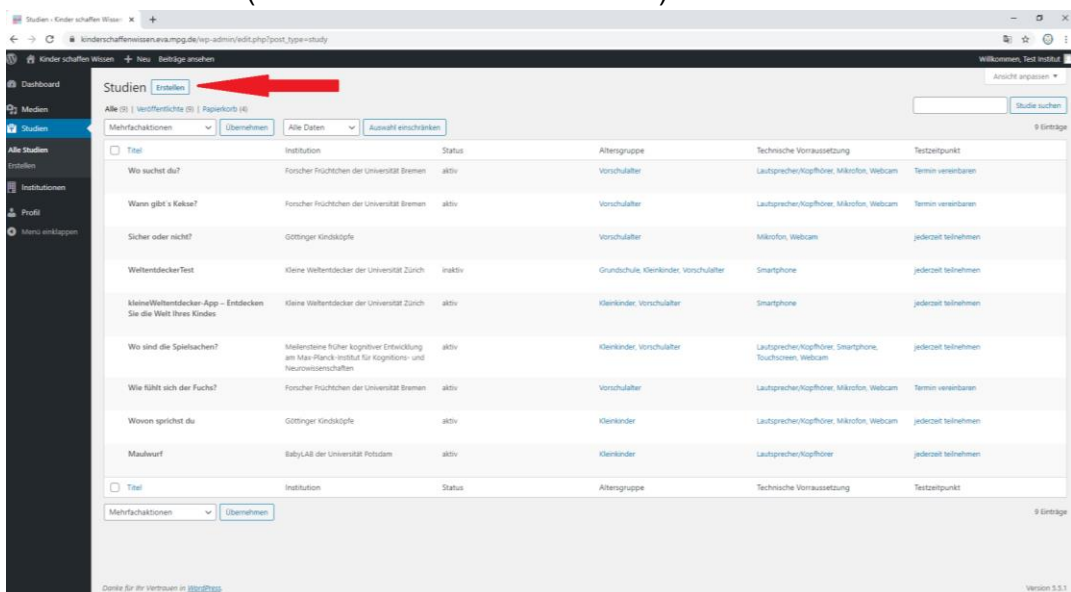 Studien - Kinder schaffen Wissen
kinderschaffenwissen.eva.mpg.de/wp-admin/edit.php?post_type=study
Kinder schaffen Wissen + Neu Beiträge ansehen Willkommen, Test Institut
Ansicht anpassen
Dashboard
Medien
Studien
Alle Studien
Erstellen
Institutionen
Profil
Menü einklappen
Studien Erstellen
Alle (9) | Veröffentlichte (9) | Papierkorb (4)
Studie suchen
Mehrfachaktionen Übernehmen Alle Daten Auswahl einschränken 9 Einträge
Titel Institution Status Altersgruppe Technische Vorraussetzung Testzeitpunkt
Wo suchst du? Forscher Früchtchen der Universität Bremen aktiv Vorschulalter Lautsprecher/Kopfhörer, Mikrofon, Webcam Termin vereinbaren
Wann gibt´s Kekse? Forscher Früchtchen der Universität Bremen aktiv Vorschulalter Lautsprecher/Kopfhörer, Mikrofon, Webcam Termin vereinbaren
Sicher oder nicht? Göttinger Kindsköpfe Vorschulalter Mikrofon, Webcam jederzeit teilnehmen
WeltentdeckerTest Kleine Weltentdecker der Universität Zürich inaktiv Grundschule, Kleinkinder, Vorschulalter Smartphone jederzeit teilnehmen
kleineWeltentdecker-App – Entdecken Kleine Weltentdecker der Universität Zürich aktiv Kleinkinder, Vorschulalter Smartphone jederzeit teilnehmen
Sie die Welt Ihres Kindes
Wo sind die Spielsachen? Meilensteine früher kognitiver Entwicklung aktiv Kleinkinder, Vorschulalter Lautsprecher/Kopfhörer, Smartphone, jederzeit teilnehmen
am Max-Planck-Institut für Kognitions- und Touchscreen, Webcam
Neurowissenschaften
Wie fühlt sich der Fuchs? Forscher Früchtchen der Universität Bremen aktiv Vorschulalter Lautsprecher/Kopfhörer, Mikrofon, Webcam Termin vereinbaren
Wovon sprichst du Göttinger Kindsköpfe aktiv Kleinkinder Lautsprecher/Kopfhörer, Mikrofon, Webcam jederzeit teilnehmen
Maulwurf BabyLAB der Universität Potsdam aktiv Kleinkinder Lautsprecher/Kopfhörer jederzeit teilnehmen
Titel Institution Status Altersgruppe Technische Vorraussetzung Testzeitpunkt
Mehrfachaktionen Übernehmen 9 Einträge
Danke für Ihr Vertrauen in WordPress. Version 5.5.1